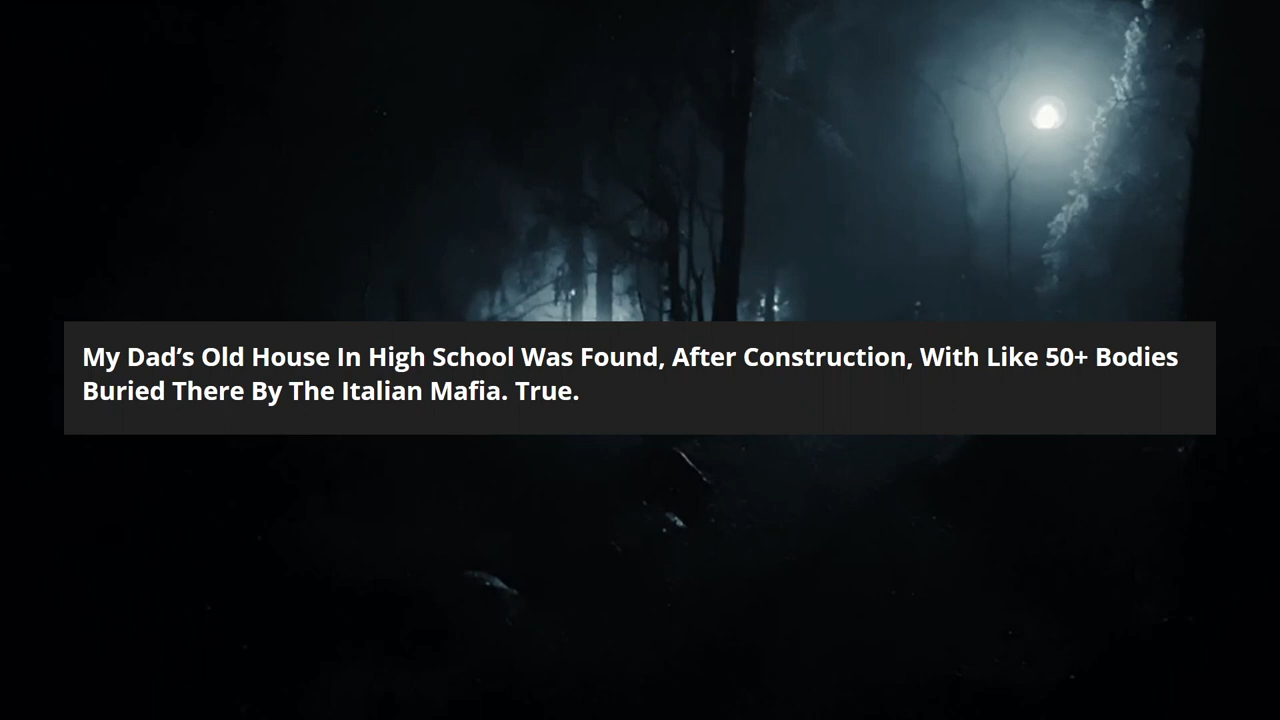 My Dad’s Old House In High School Was Found, After Construction, With Like 50+ Bodies
Buried There By The Italian Mafia. True.